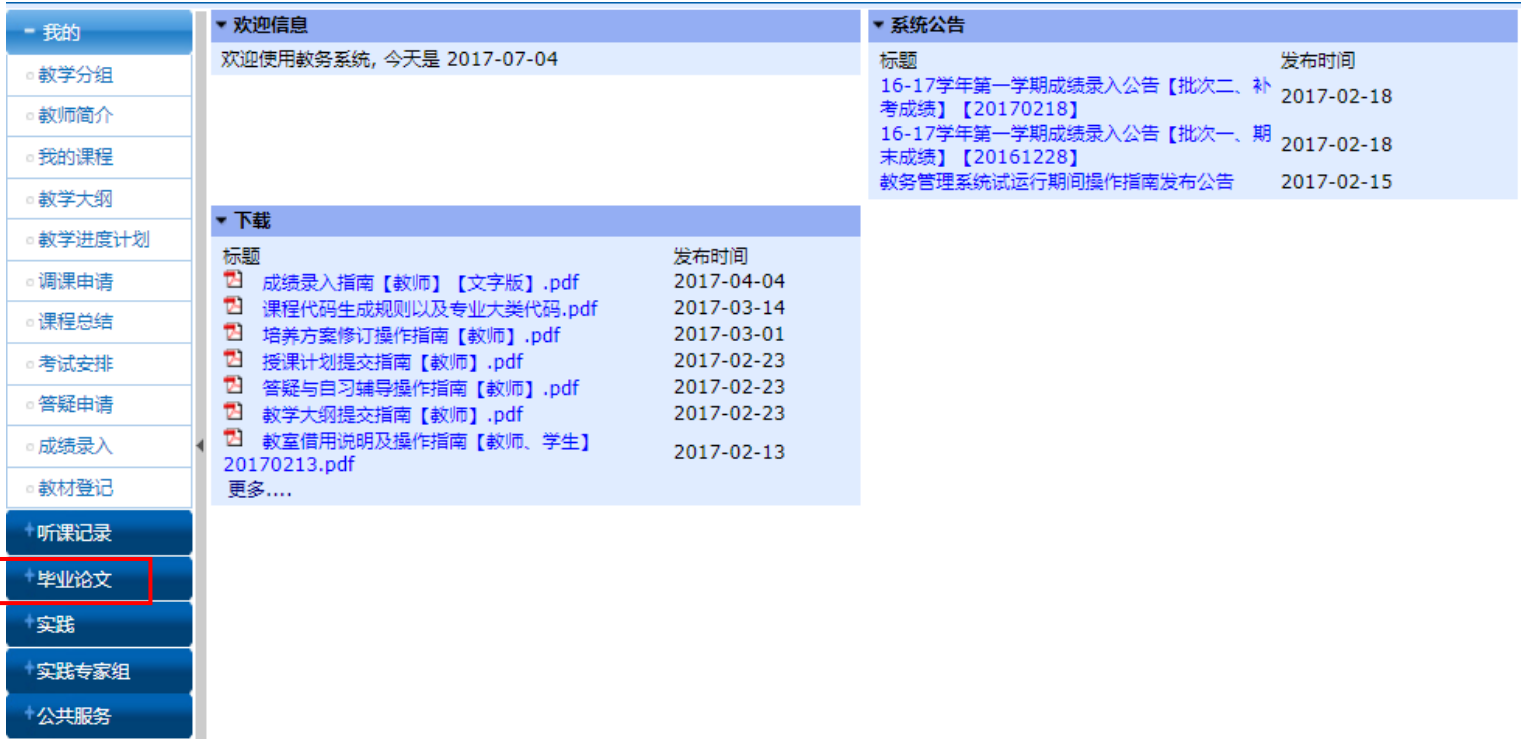 我的
教学分组
教师简介
我的课程
教学大纲
教学进度计划
调课申请
课程总结
考试安排
答疑申请
成绩录入
教材登记
听课记录
毕业论文
实践
实践专家组
公共服务
欢迎信息
欢迎使用教务系统, 今天是 2017-07-04
下载
标题 发布时间
成绩录入指南【教师】【文字版】.pdf 2017-04-04
课程代码生成规则以及专业大类代码.pdf 2017-03-14
培养方案修订操作指南【教师】.pdf 2017-03-01
授课计划提交指南【教师】.pdf 2017-02-23
答疑与自习辅导操作指南【教师】.pdf 2017-02-23
教学大纲提交指南【教师】.pdf 2017-02-23
教室借用说明及操作指南【教师、学生】
20170213.pdf 2017-02-13
更多....
系统公告
标题 发布时间
16-17学年第一学期成绩录入公告【批次二、补
考成绩】【20170218】 2017-02-18
16-17学年第一学期成绩录入公告【批次一、期
末成绩】【20161228】 2017-02-18
教务管理系统试运行期间操作指南发布公告 2017-02-15